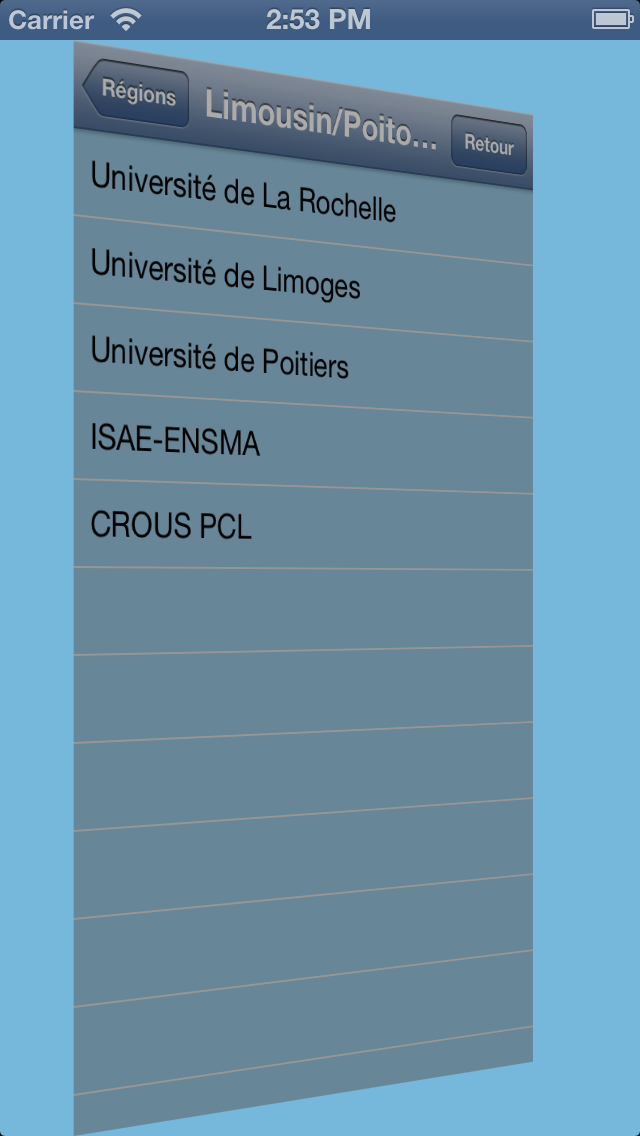 Carrier 2:53 PM
Régions Limousin/Poito... Retour
Université de La Rochelle
Université de Limoges
Université de Poitiers
ISAE-ENSMA
CROUS PCL